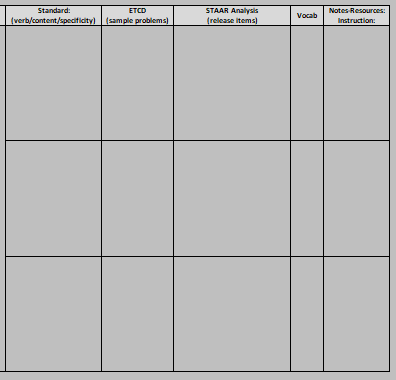 Standard:
(verb/content/specificity)
ETCD
(sample problems)
STAAR Analysis
(release items)
Vocab
Notes-Resources:
Instruction: